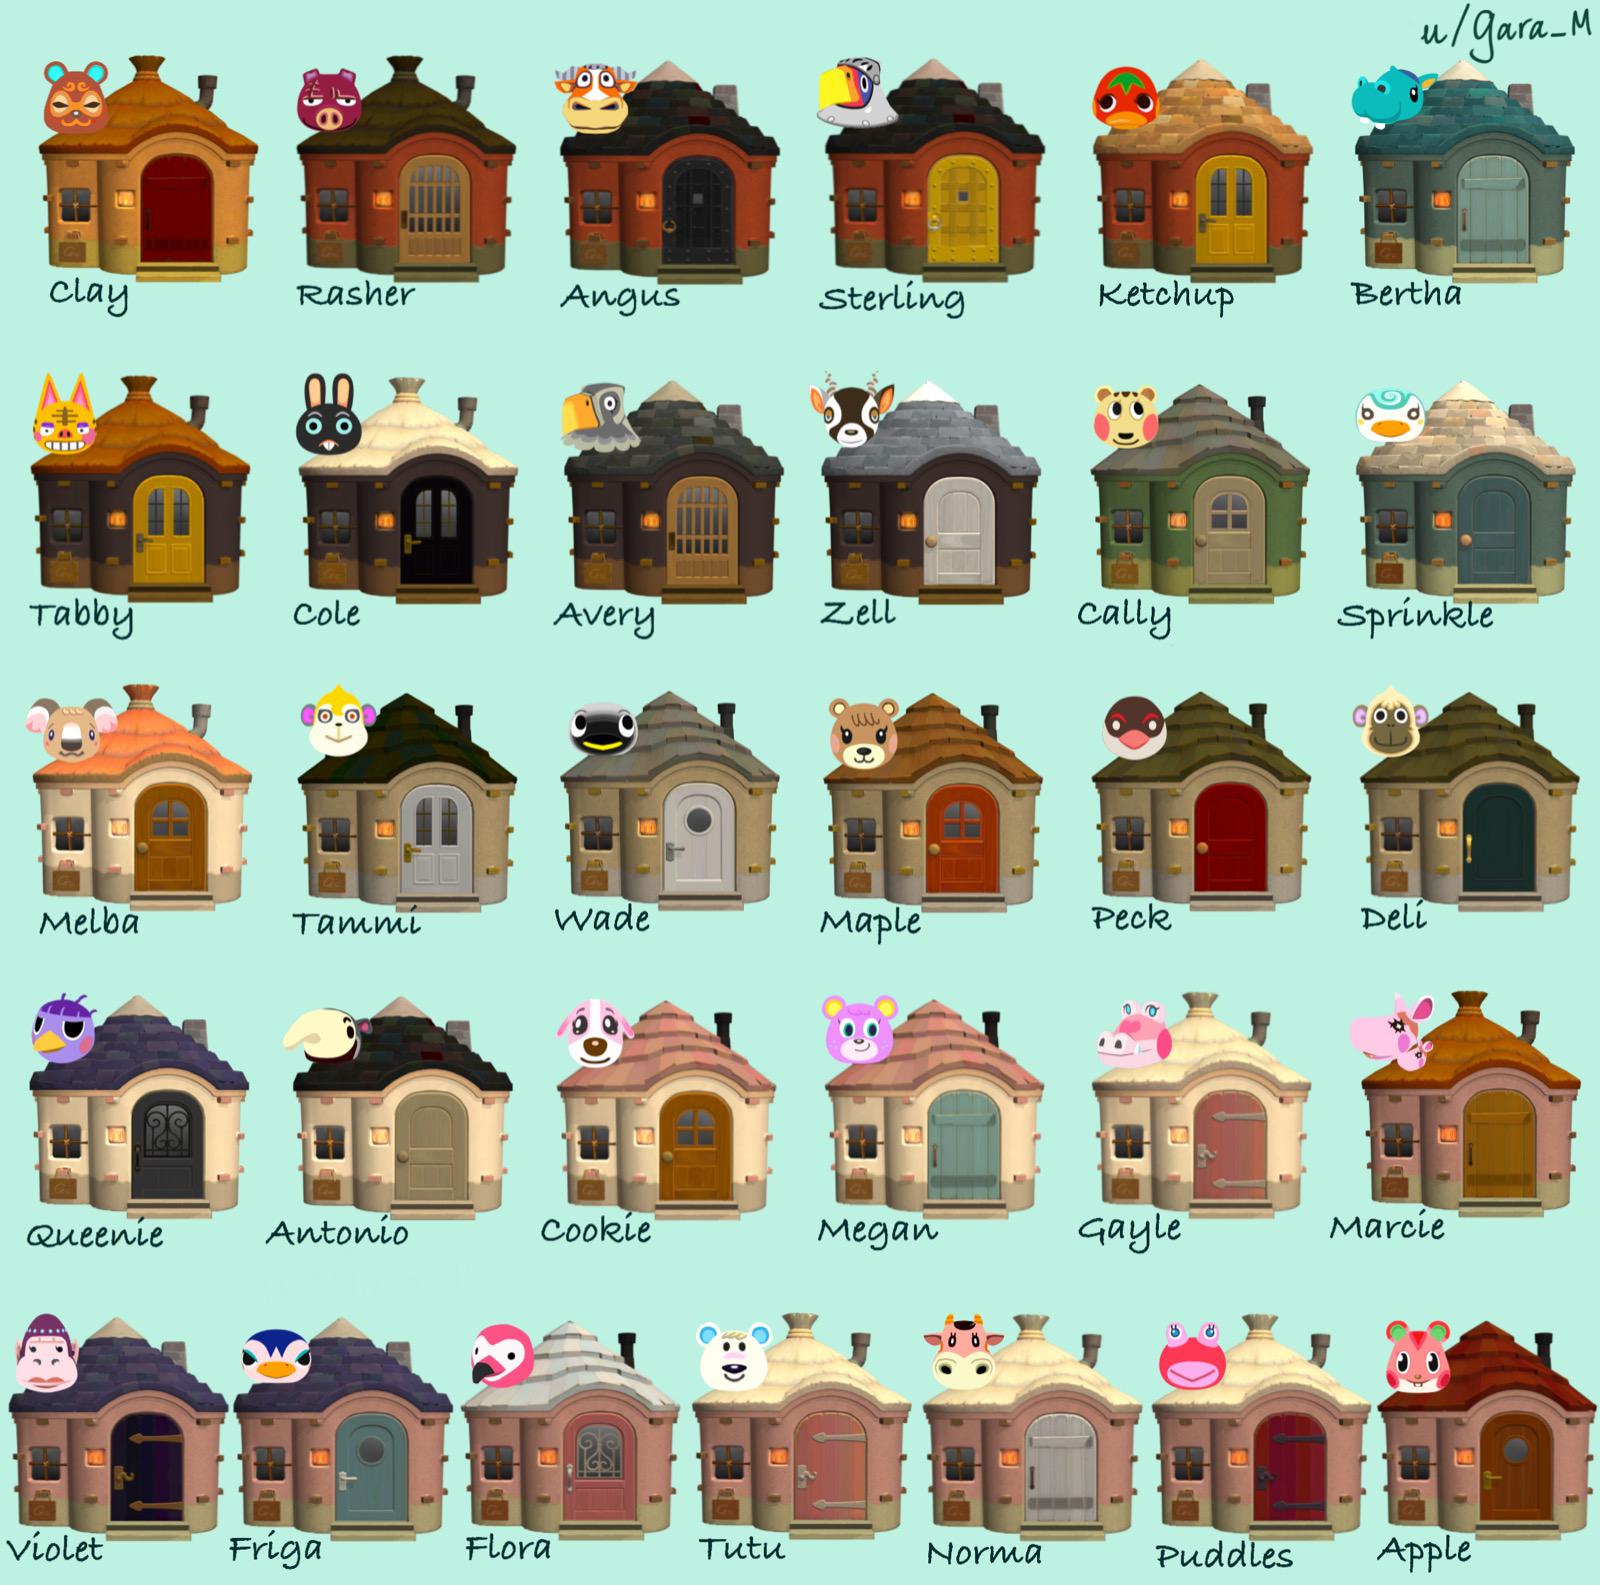 u/gara_M
Clay Rasher Angus Sterling Ketchup Bertha
Tabby Cole Avery Zell Cally Sprinkle
Melba Tammi Wade Maple Peck Deli
Queenie Antonio Cookie Megan Gayle Marcie
Violet Friga Flora Tutu Norma Puddles Apple